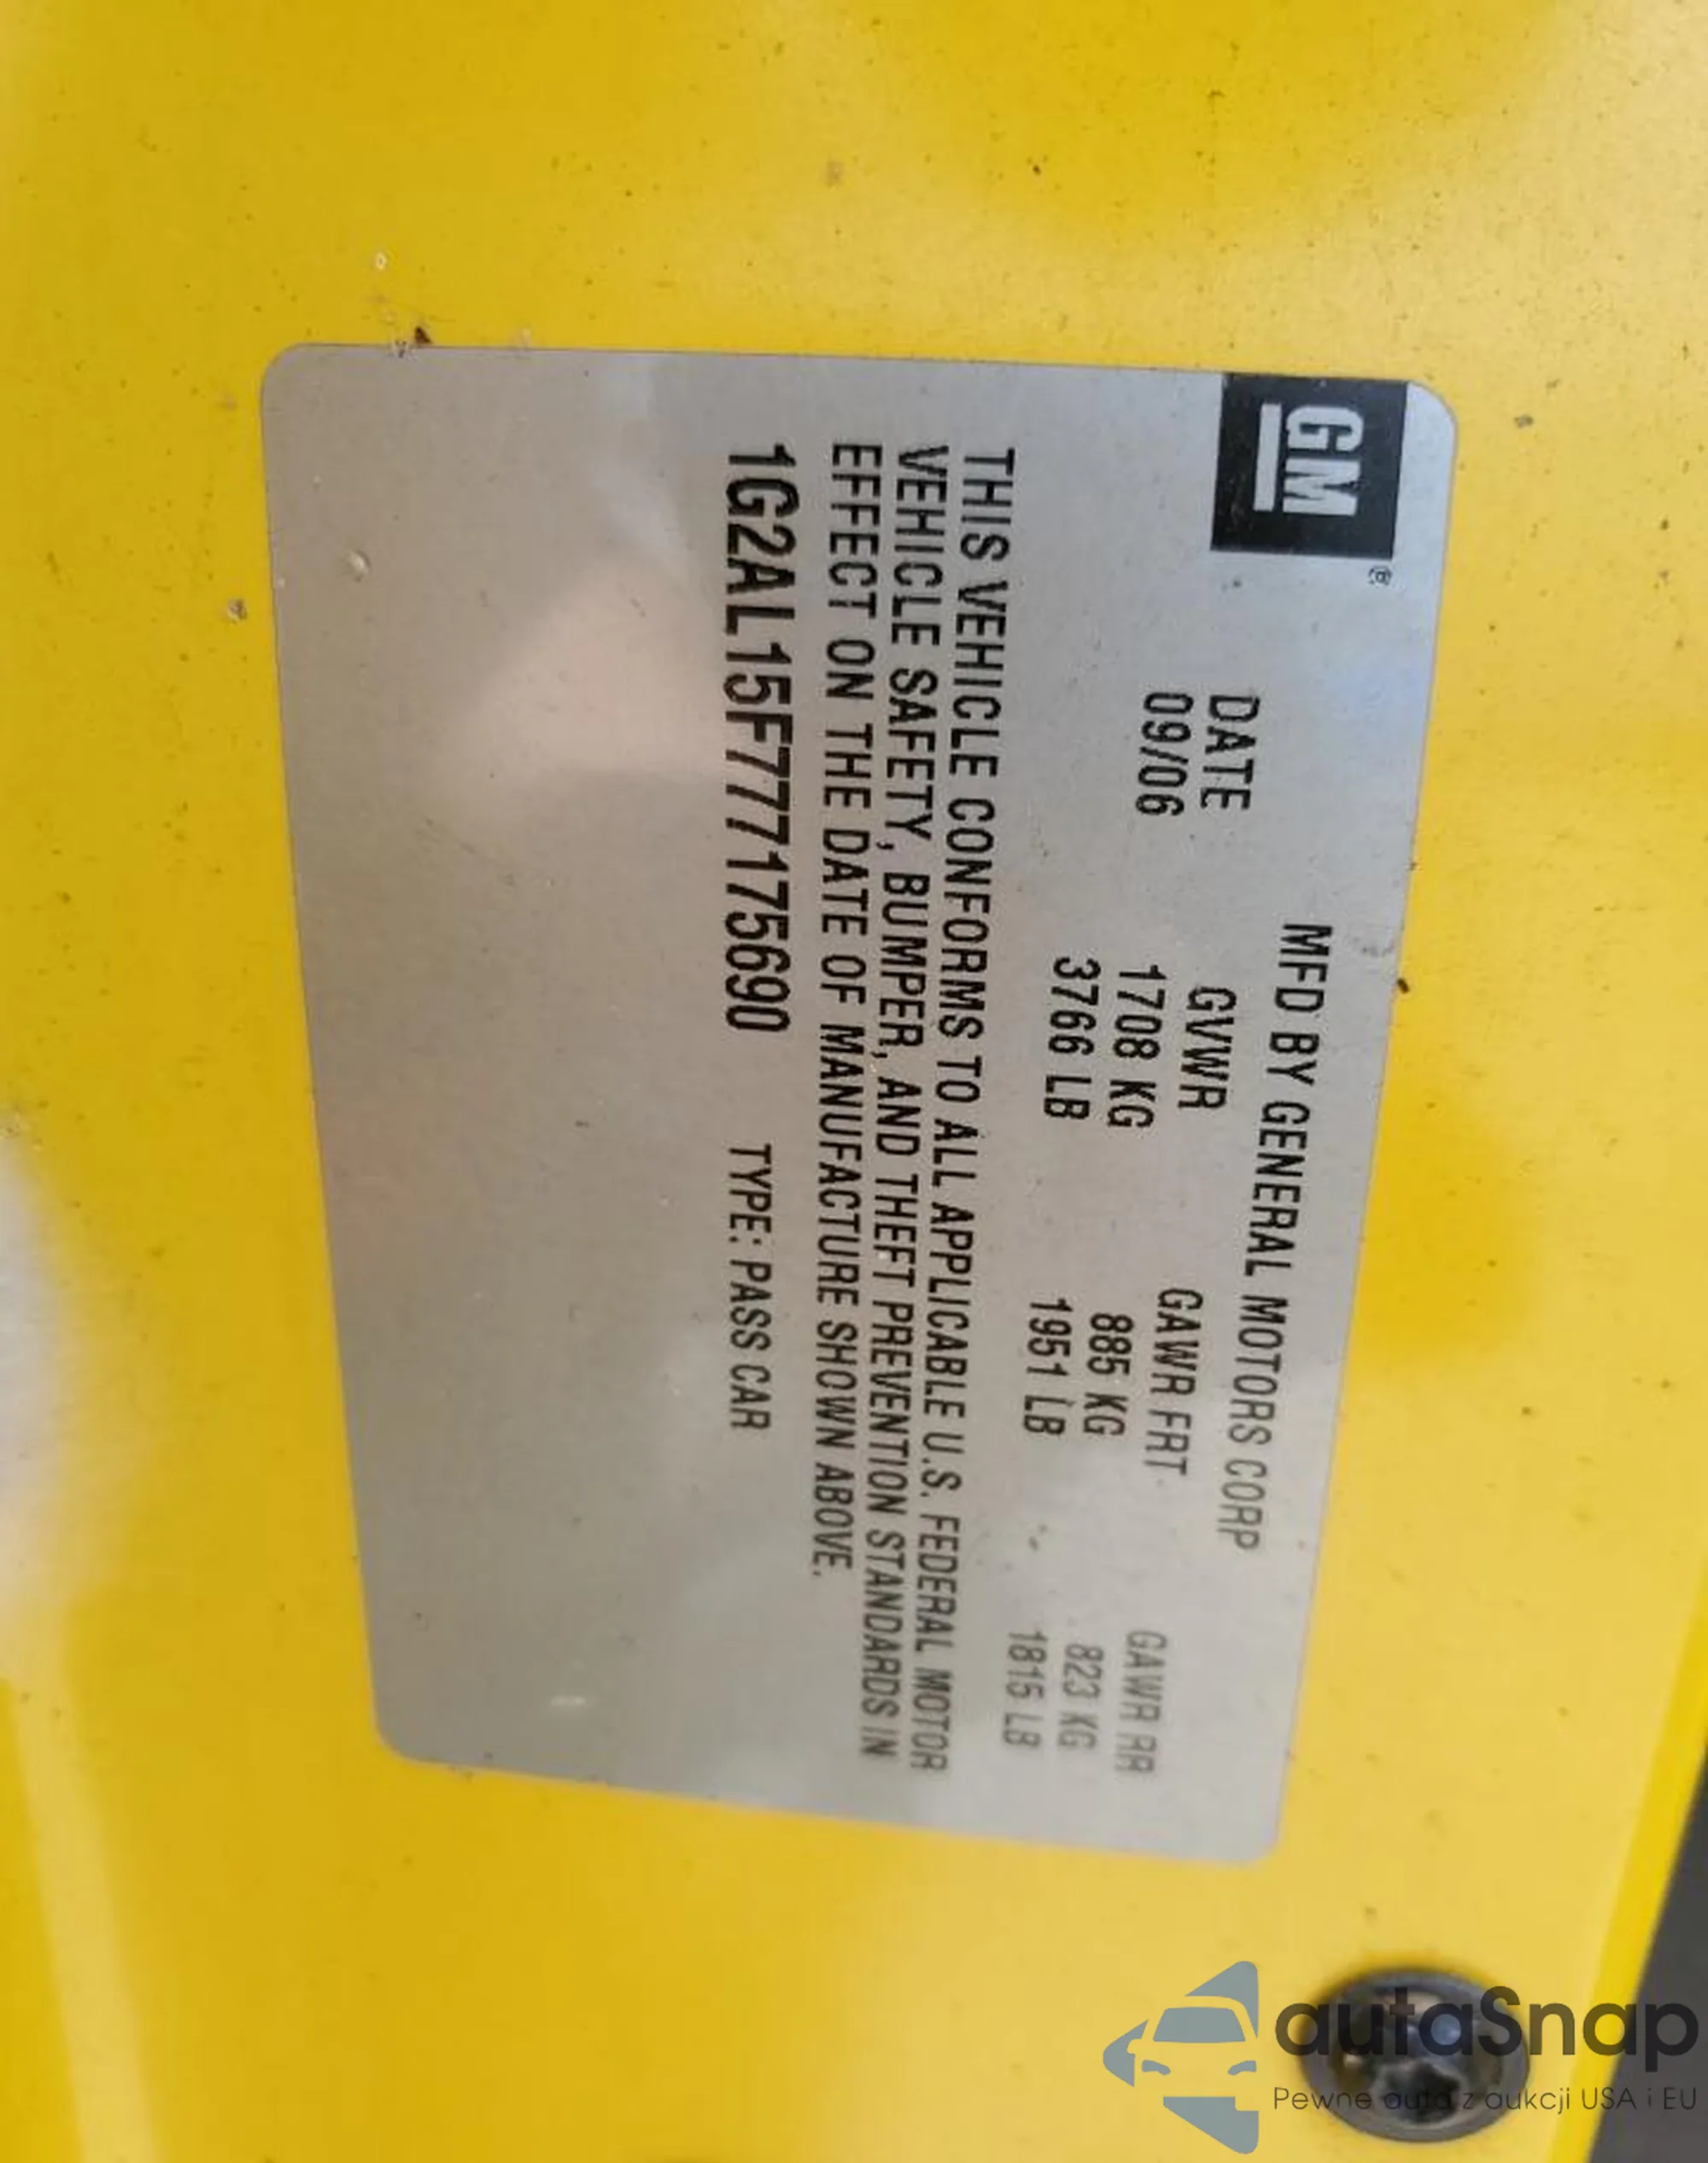 GM ®
MFD BY GENERAL MOTORS CORP
DATE GVWR GAWR FRT GAWR RR
09/06 1708 KG 885 KG 823 KG
3766 LB 1951 LB 1815 LB
THIS VEHICLE CONFORMS TO ALL APPLICABLE U.S. FEDERAL MOTOR
VEHICLE SAFETY, BUMPER, AND THEFT PREVENTION STANDARDS IN
EFFECT ON THE DATE OF MANUFACTURE SHOWN ABOVE.
1G2AL15F777175690 TYPE: PASS CAR
autaSnap
Pewne auta z aukcji USA i EU